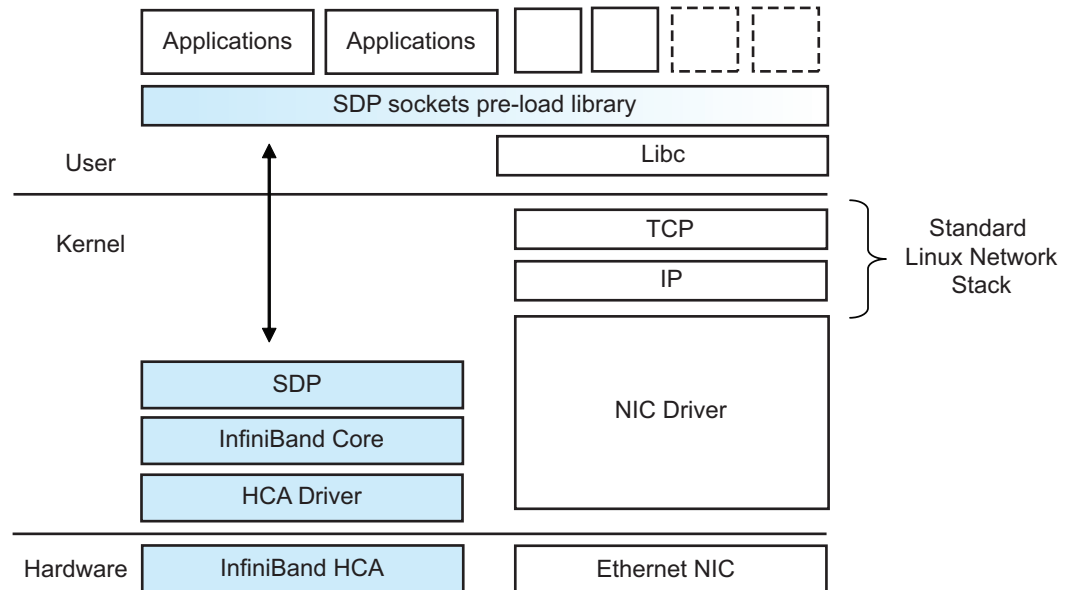 Applications
Applications
SDP sockets pre-load library
Libc
User
Kernel
TCP
IP
Standard
Linux Network
Stack
SDP
InfiniBand Core
HCA Driver
NIC Driver
Hardware
InfiniBand HCA
Ethernet NIC